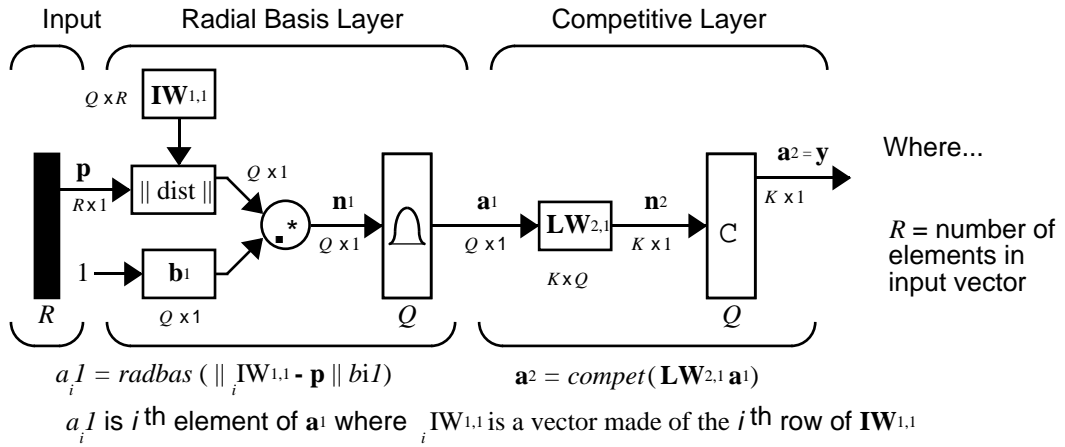 Input Radial Basis Layer Competitive Layer
Q x R IW1,1
p
R x 1
|| dist ||
Q x 1
.*
1 b1
Q x 1
n1
Q x 1
Q
a1
Q x 1
LW2,1
K x Q
n2
K x 1
C
Q
a2 = y
K x 1
R
Where...
R = number of
elements in
input vector
ai1 = radbas ( || iIW1,1 - p || bi1)
a2 = compet( LW2,1 a1)
ai1 is i th element of a1 where iIW1,1 is a vector made of the i th row of IW1,1